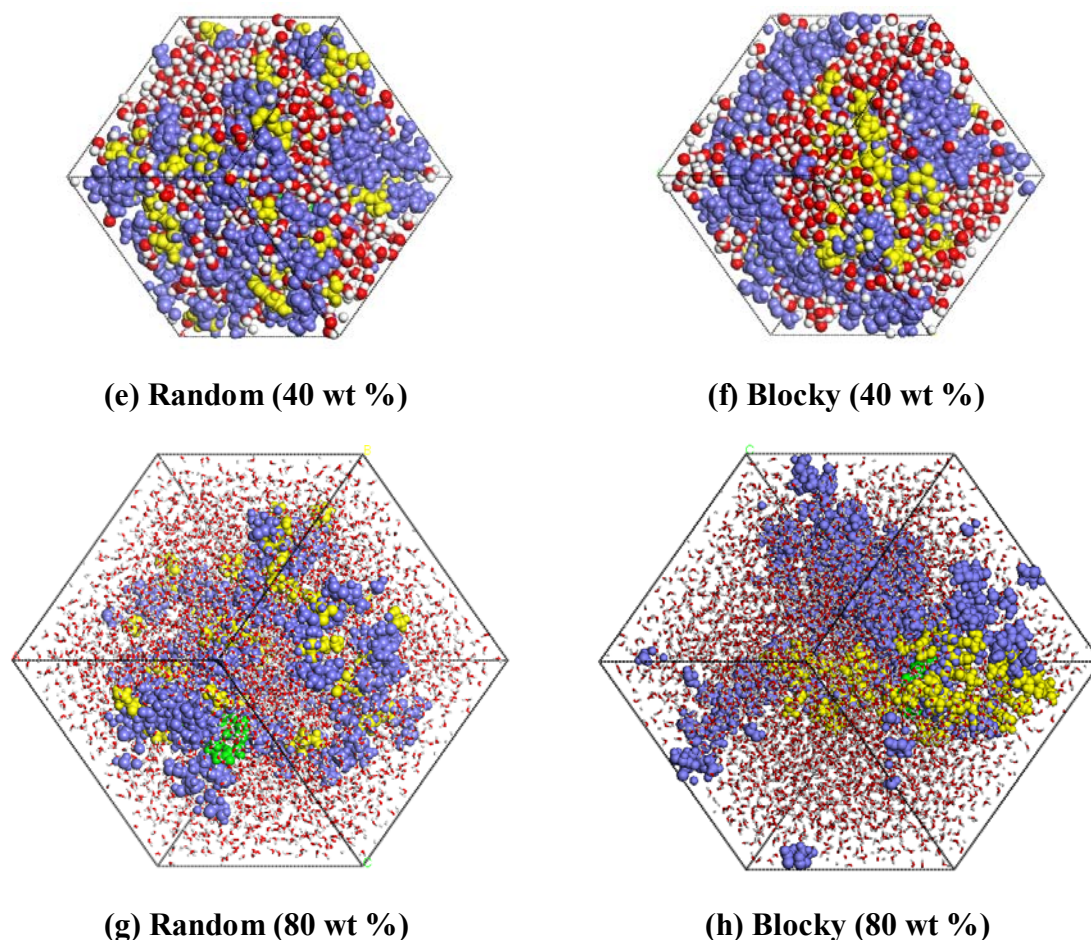 (e) Random (40 wt %)
(f) Blocky (40 wt %)
B
C
C
(g) Random (80 wt %)
(h) Blocky (80 wt %)